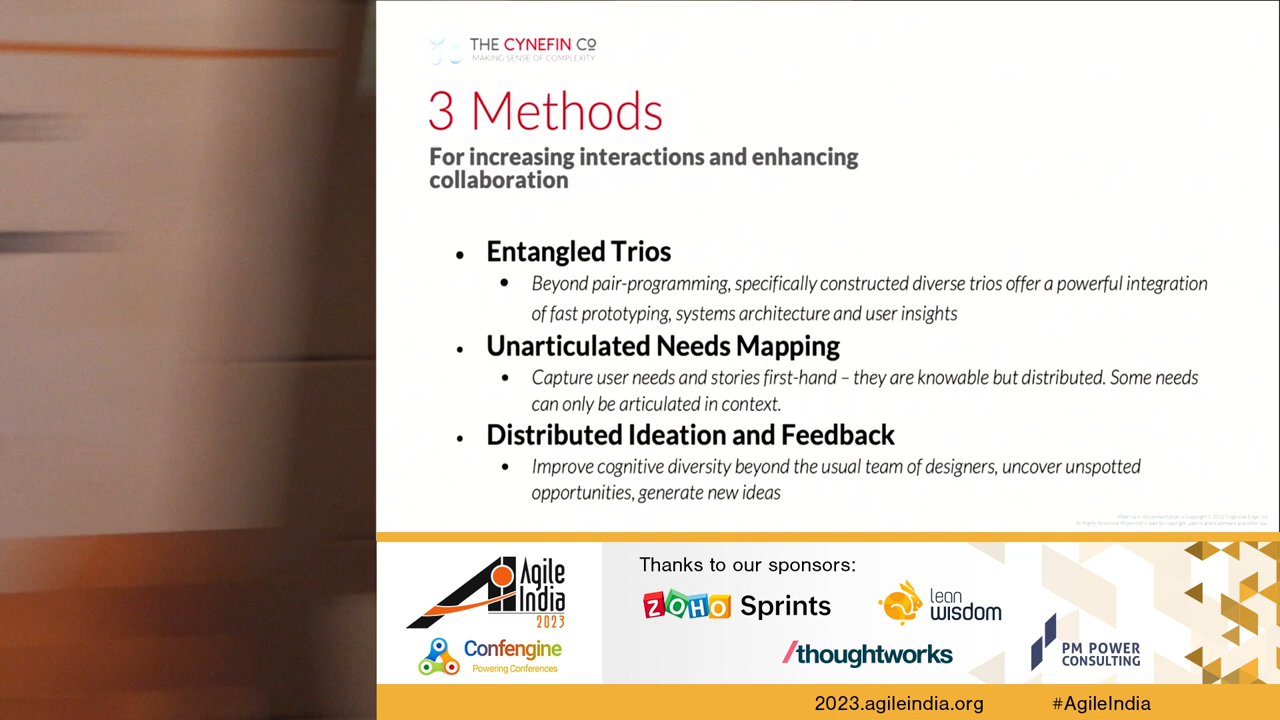 THE CYNEFIN CO
MAKING SENSE OF COMPLEXITY
3 Methods
For increasing interactions and enhancing
collaboration
• Entangled Trios
• Beyond pair-programming, specifically constructed diverse trios offer a powerful integration
of fast prototyping, systems architecture and user insights
• Unarticulated Needs Mapping
• Capture user needs and stories first-hand – they are knowable but distributed. Some needs
can only be articulated in context.
• Distributed Ideation and Feedback
• Improve cognitive diversity beyond the usual team of designers, uncover unspotted
opportunities, generate new ideas
Agile
India
2023
Confengine
Powering Conferences
Thanks to our sponsors:
ZOHO Sprints
lean
wisdom
/thoughtworks
PM POWER
CONSULTING
2023.agileindia.org
#AgileIndia